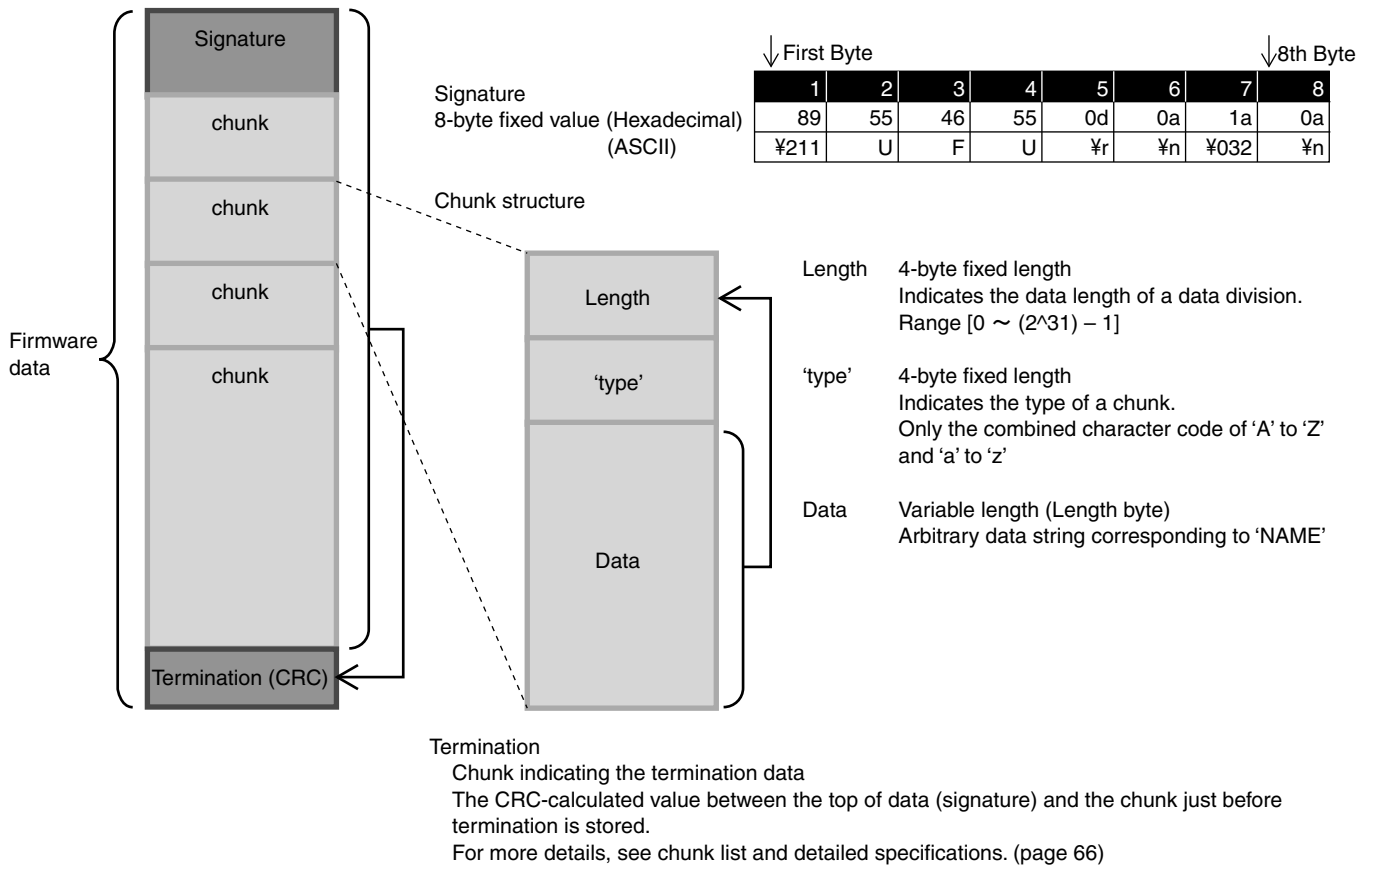 Signature
chunk
chunk
chunk
chunk
Termination (CRC)
Firmware
data
Signature
8-byte fixed value (Hexadecimal)
(ASCII)
First Byte
8th Byte
1 2 3 4 5 6 7 8
89 55 46 55 0d 0a 1a 0a
¥211 U F U ¥r ¥n ¥032 ¥n
Chunk structure
Length
'type'
Data
Length 4-byte fixed length
Indicates the data length of a data division.
Range [0 ～ (2^31) – 1]
‘type’ 4-byte fixed length
Indicates the type of a chunk.
Only the combined character code of ‘A’ to ‘Z’
and ‘a’ to ‘z’
Data Variable length (Length byte)
Arbitrary data string corresponding to ‘NAME’
Termination
Chunk indicating the termination data
The CRC-calculated value between the top of data (signature) and the chunk just before
termination is stored.
For more details, see chunk list and detailed specifications. (page 66)